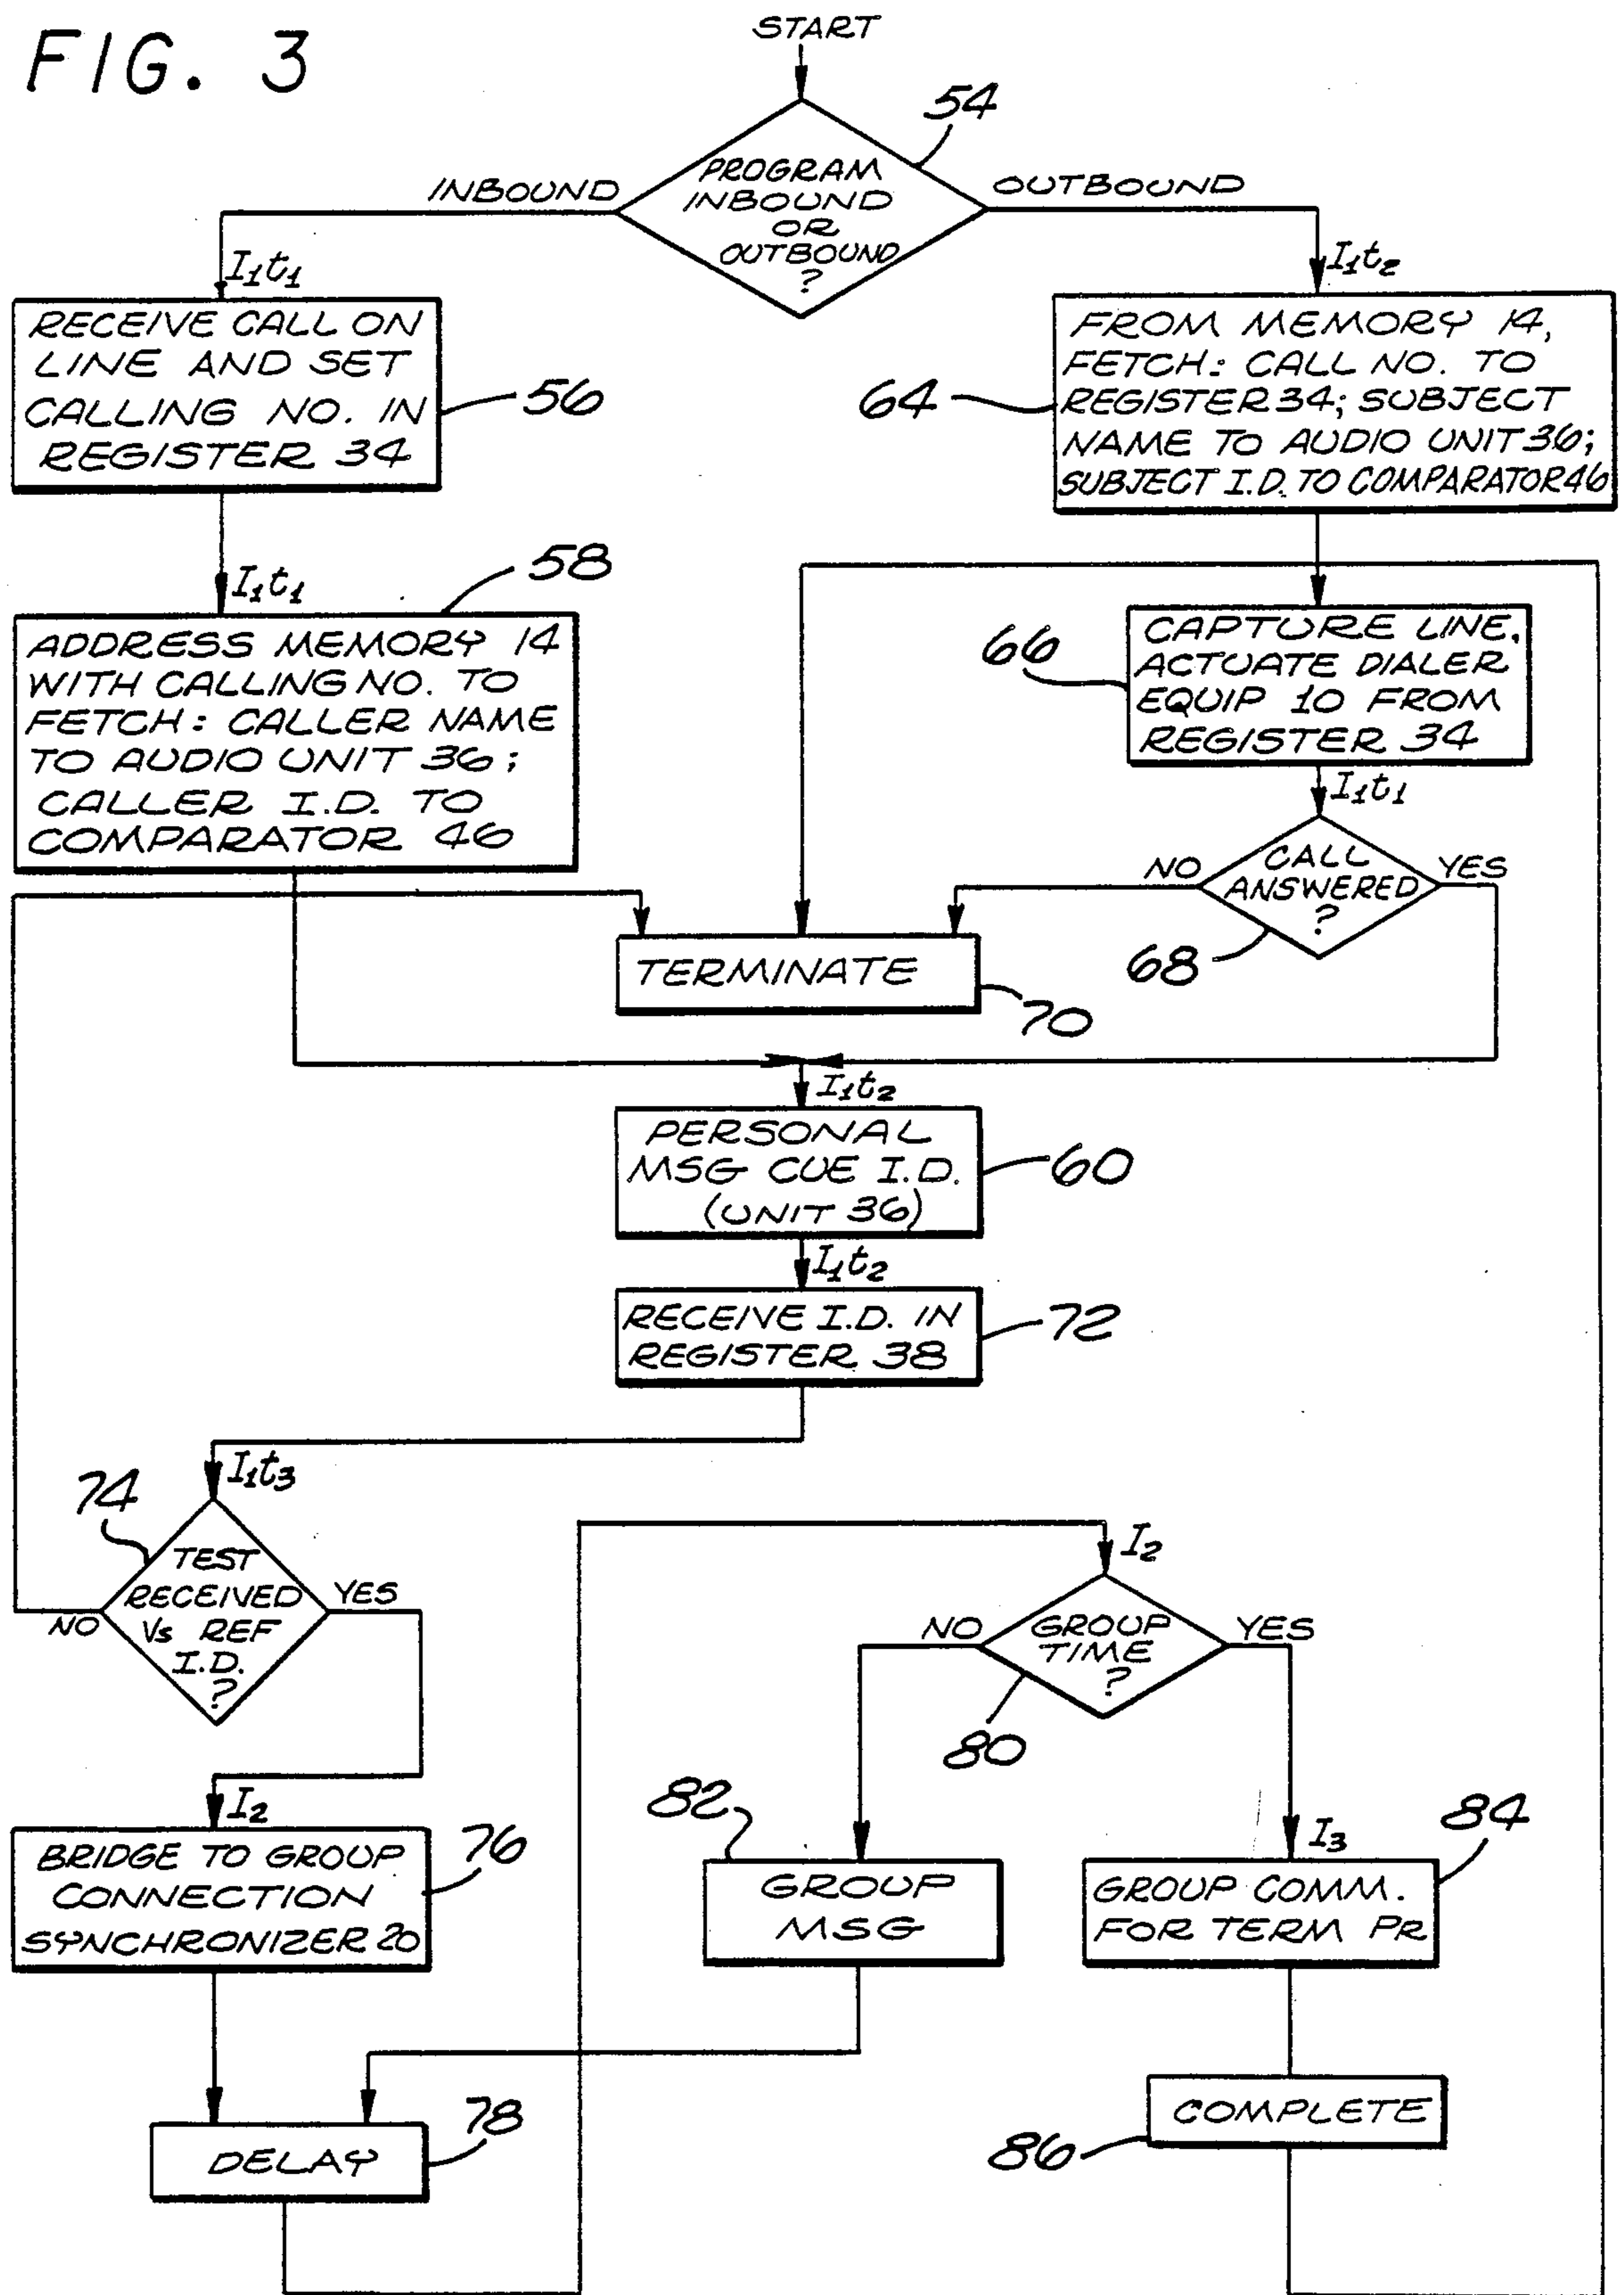 FIG. 3
START
54
PROGRAM
INBOUND
OR
OUTBOUND
?
INBOUND
OUTBOUND
I1t1
I1t2
RECEIVE CALL ON
LINE AND SET
CALLING NO. IN
REGISTER 34
56
64
FROM MEMORY 14,
FETCH: CALL NO. TO
REGISTER 34; SUBJECT
NAME TO AUDIO UNIT 36;
SUBJECT I.D. TO COMPARATOR 46
I1t1
58
ADDRESS MEMORY 14
WITH CALLING NO. TO
FETCH: CALLER NAME
TO AUDIO UNIT 36;
CALLER I.D. TO
COMPARATOR 46
66
CAPTURE LINE.
ACTUATE DIALER
EQUIP 10 FROM
REGISTER 34
I1t1
NO
CALL
ANSWERED
?
YES
68
TERMINATE
70
I1t2
PERSONAL
MSG CUE I.D.
(UNIT 36)
60
I1t2
RECEIVE I.D. IN
REGISTER 38
72
I1t3
74
TEST
RECEIVED
Vs REF
I.D.
?
NO
YES
I2
GROUP
TIME
?
NO
YES
80
I2
BRIDGE TO GROUP
CONNECTION
SYNCHRONIZER 20
76
82
GROUP
MSG
I3
84
GROUP COMM.
FOR TERM PR
DELAY
78
COMPLETE
86